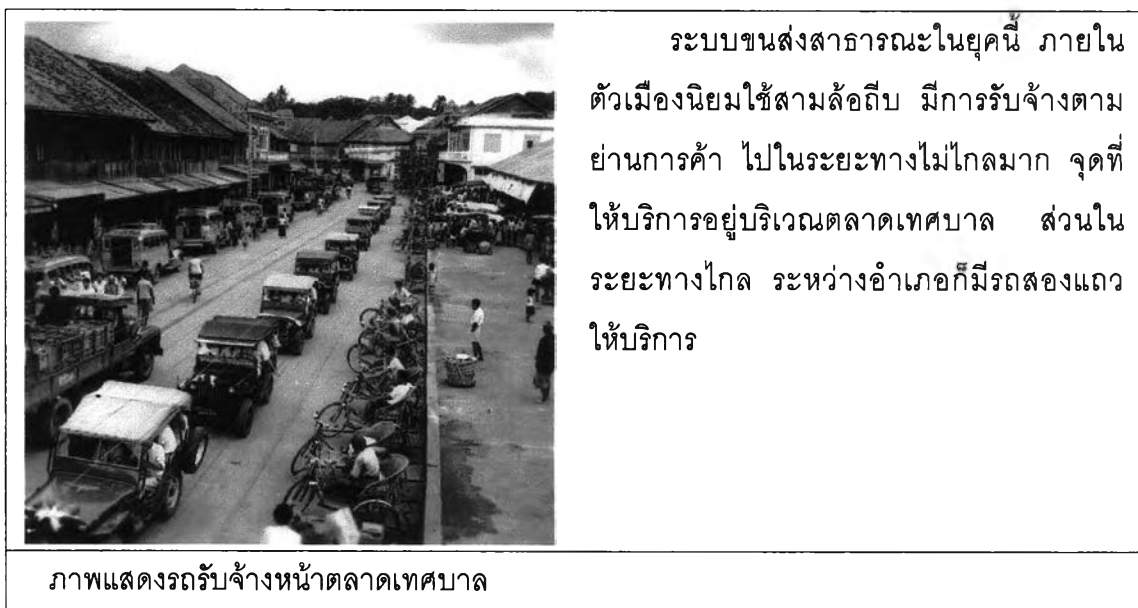 ระบบขนส่งสาธารณะในยุคนี้ ภายใน
ตัวเมืองนิยมใช้สามล้อถีบ มีการรับจ้างตาม
ย่านการค้า ไปในระยะทางไม่ไกลมาก จุดที่
ให้บริการอยู่บริเวณตลาดเทศบาล ส่วนใน
ระยะทางไกล ระหว่างอำเภอก็มีรถสองแถว
ให้บริการ
ภาพแสดงรถรับจ้างหน้าตลาดเทศบาล